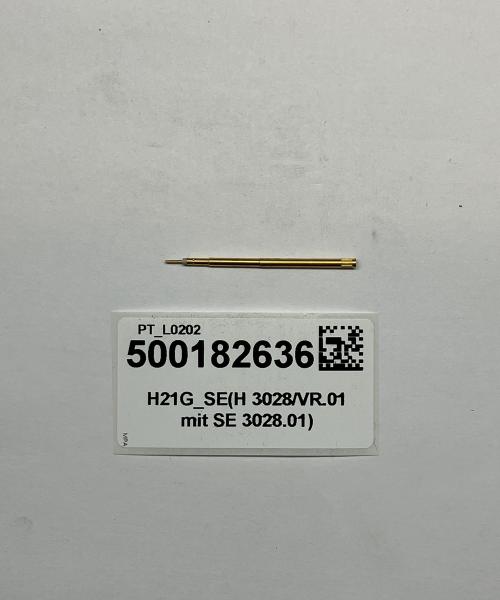 PT_L0202
500182636
H21G_SE(H 3028/VR.01
mit SE 3028.01)